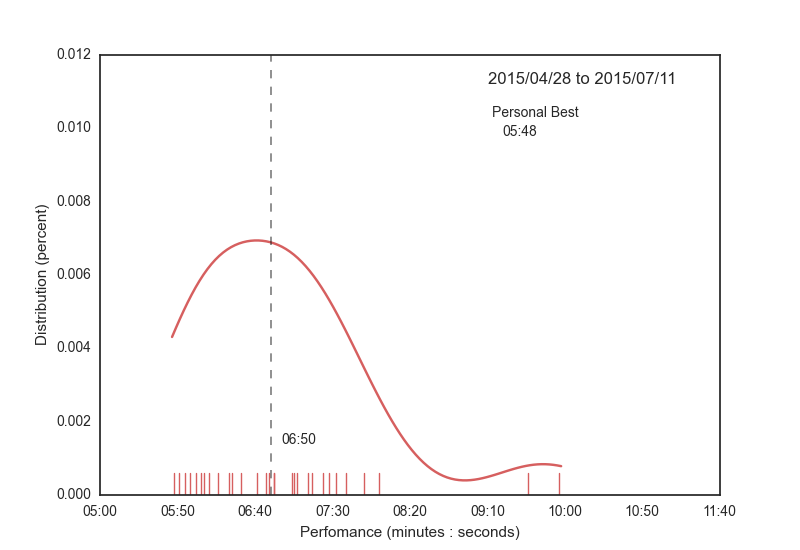 2015/04/28 to 2015/07/11
Personal Best
05:48
0.012
0.010
0.008
0.006
0.004
0.002
0.000
Distribution (percent)
06:50
05:00 05:50 06:40 07:30 08:20 09:10 10:00 10:50 11:40
Perfomance (minutes : seconds)